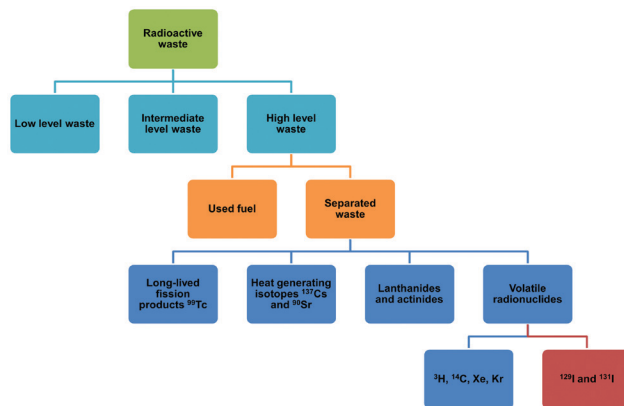 Radioactive
waste
Low level waste
Intermediate
level waste
High level
waste
Used fuel
Separated
waste
Long-lived
fission
products ⁹⁹Tc
Heat generating
isotopes ¹³⁷Cs
and ⁹⁰Sr
Lanthanides
and actinides
Volatile
radionuclides
³H, ¹⁴C, Xe, Kr
¹²⁹I and ¹³¹I